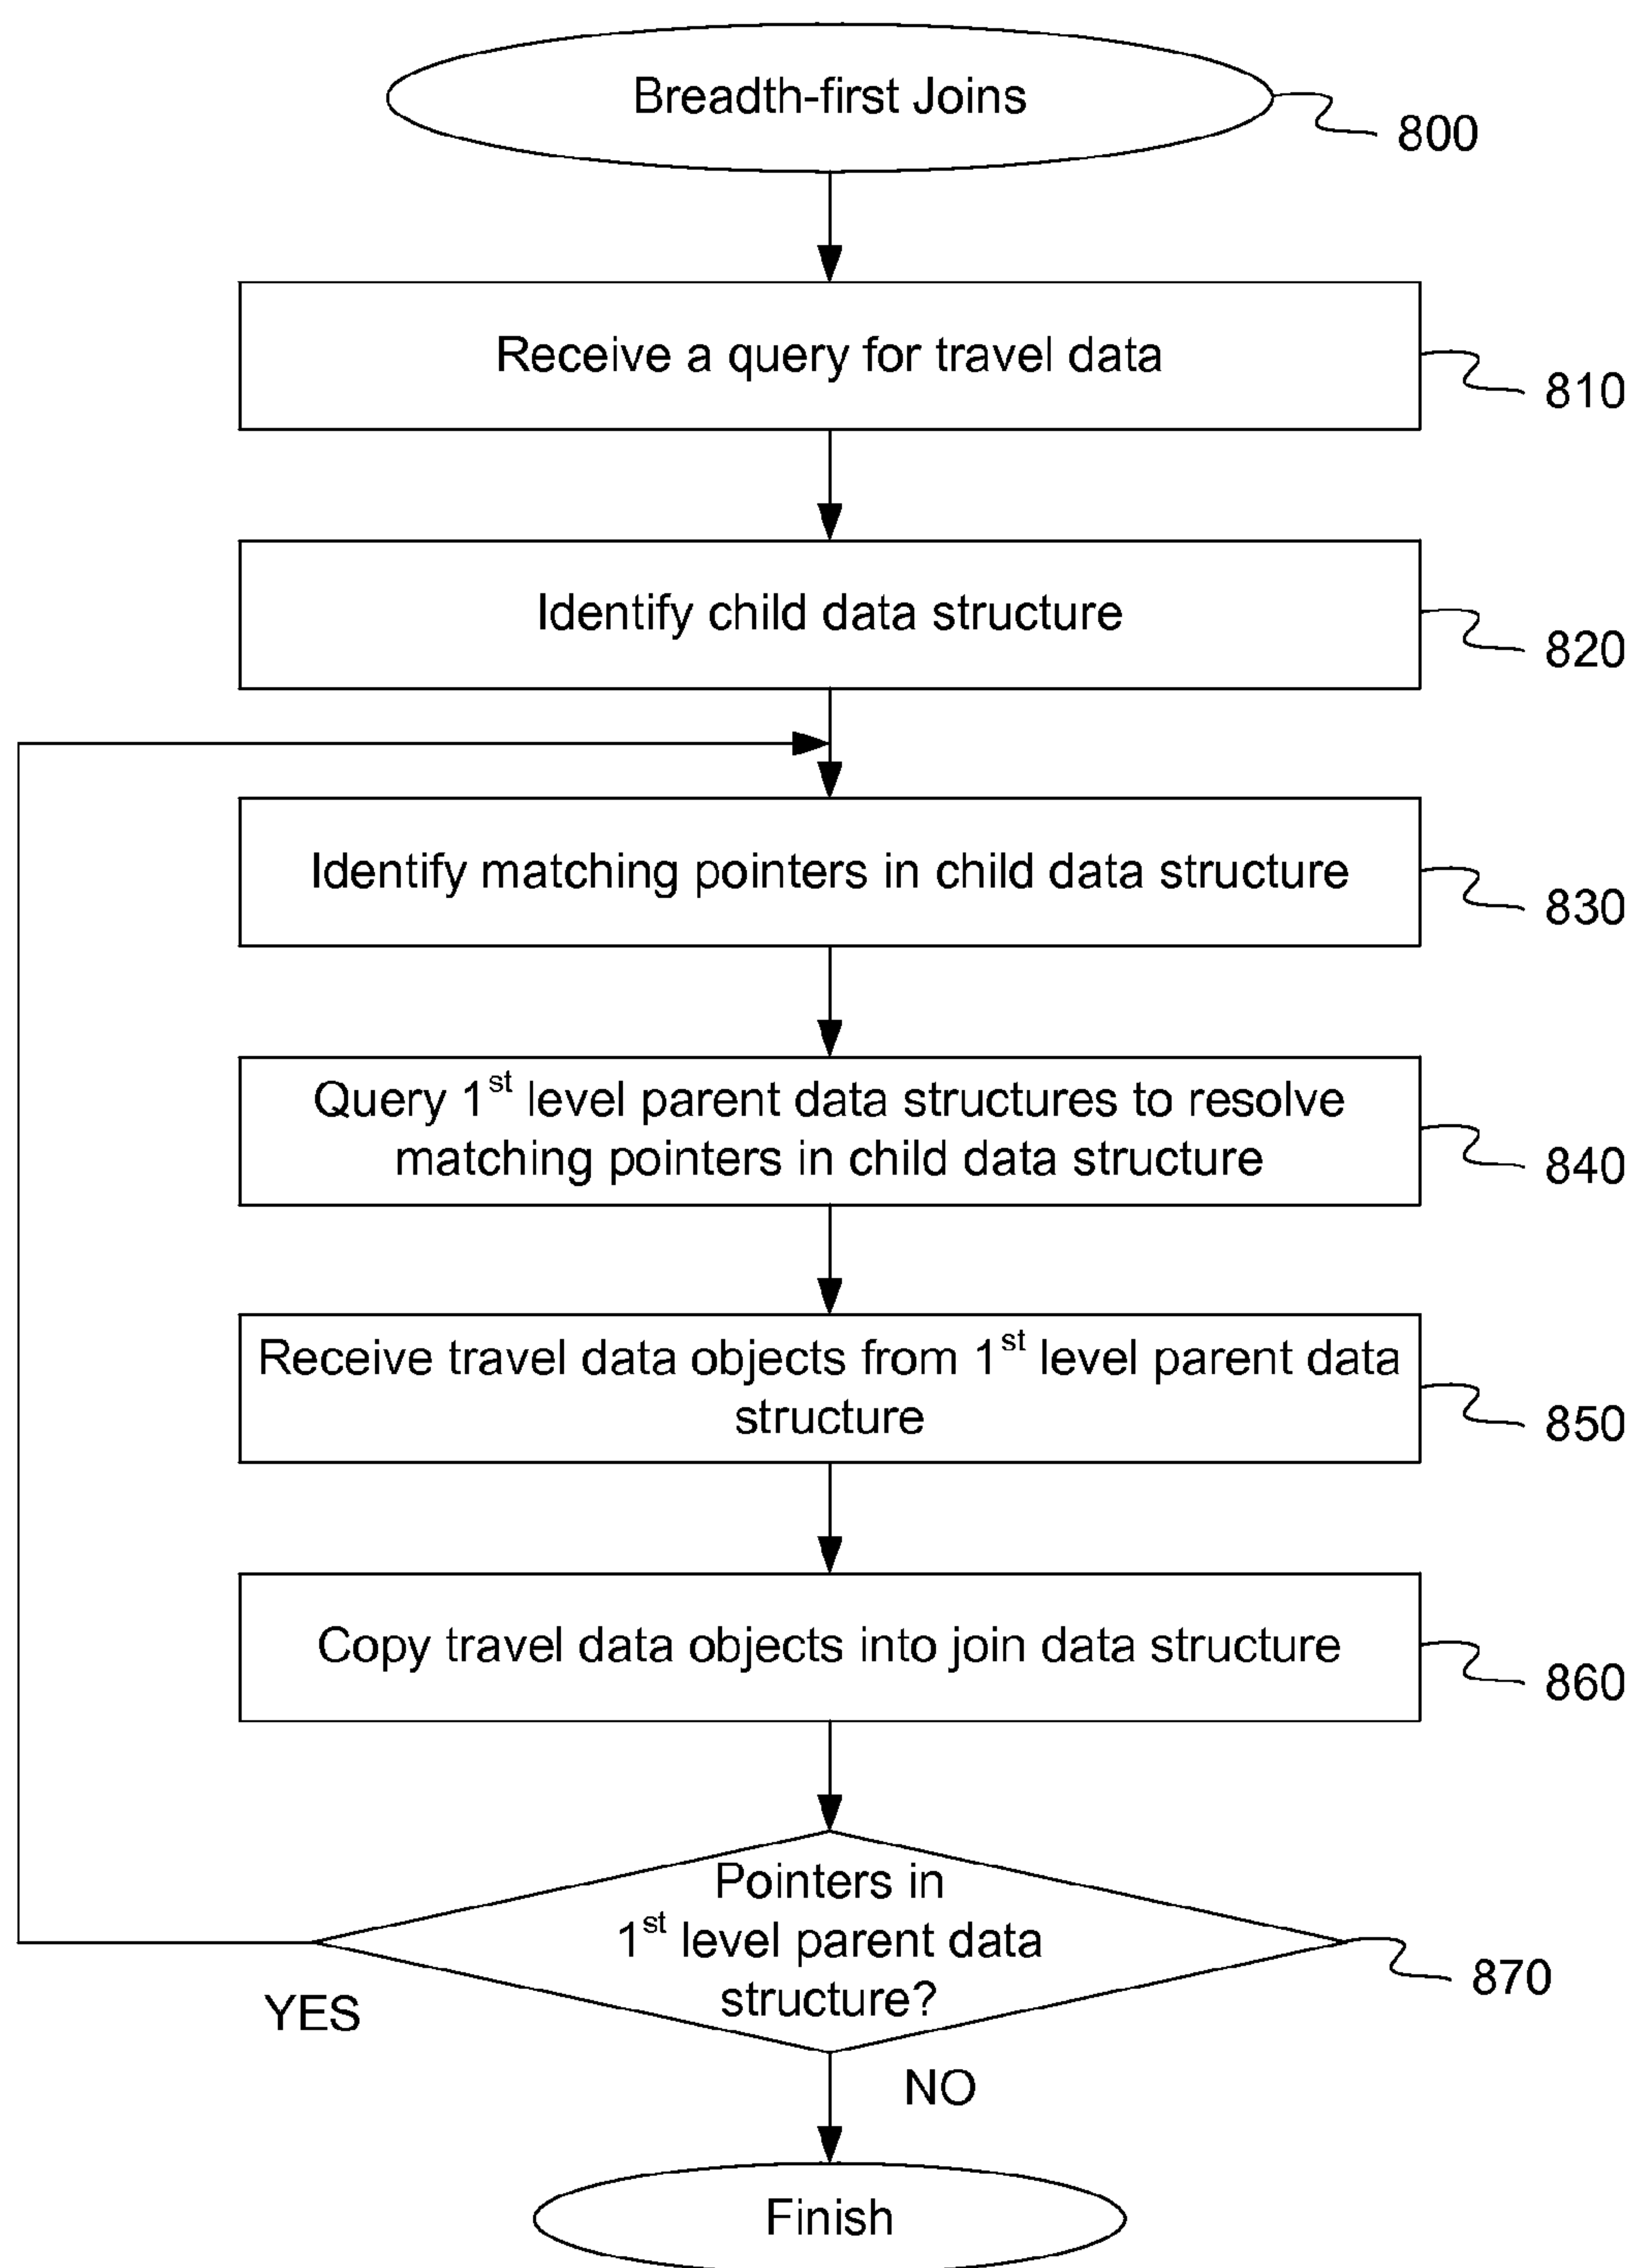 Breadth-first Joins
800
Receive a query for travel data
810
Identify child data structure
820
Identify matching pointers in child data structure
830
Query 1st level parent data structures to resolve
matching pointers in child data structure
840
Receive travel data objects from 1st level parent data
structure
850
Copy travel data objects into join data structure
860
Pointers in
1st level parent data
structure?
870
YES
NO
Finish